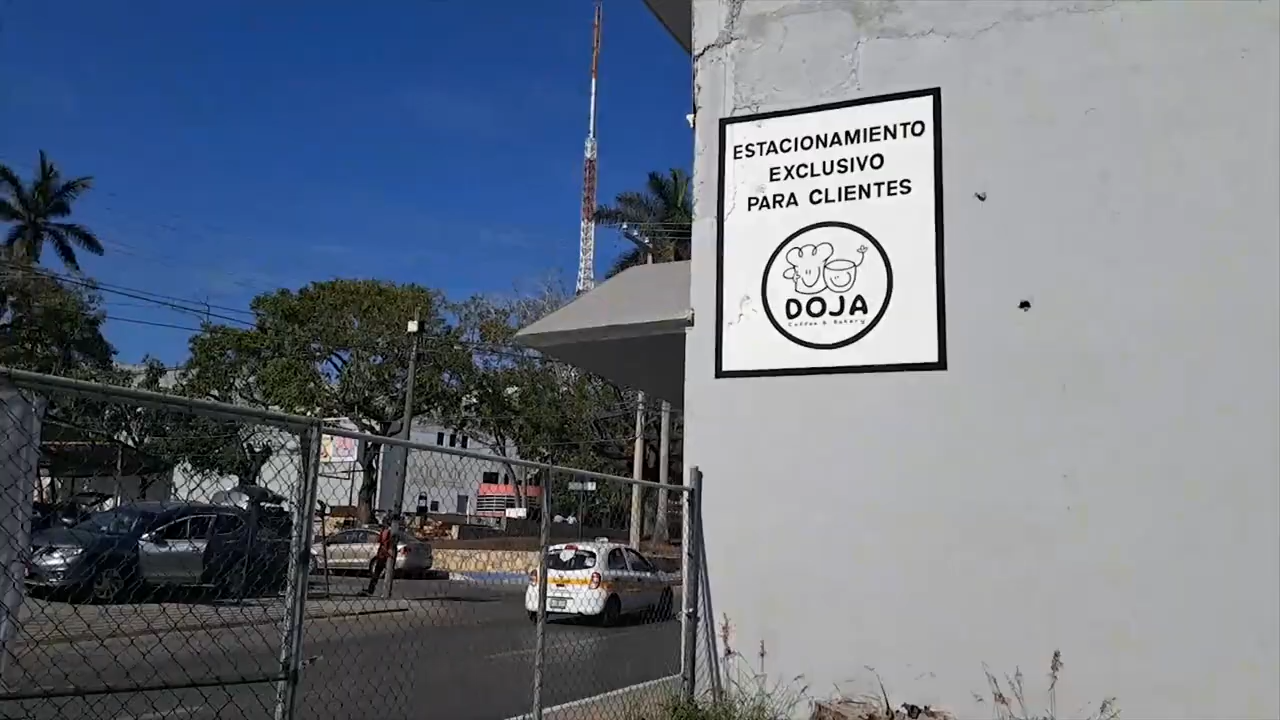 ESTACIONAMIENTO
EXCLUSIVO
PARA CLIENTES
DOJA
Coffee & Bakery